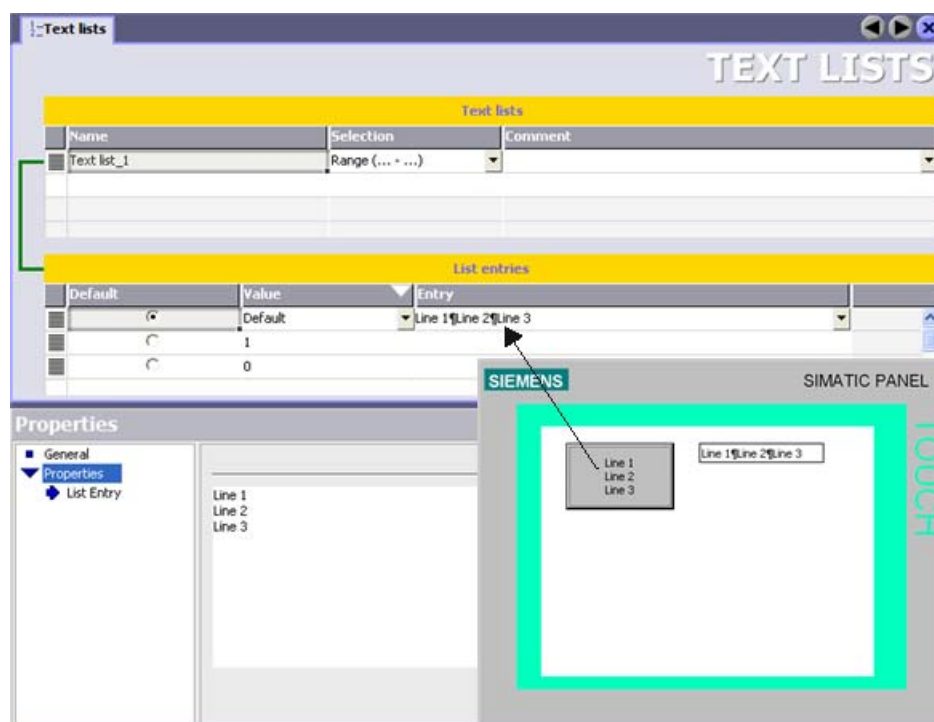 Text lists
TEXT LISTS
Text lists
Name Selection Comment
Text list_1 Range (... - ...)
List entries
Default Value Entry
Default Line 1¶Line 2¶Line 3
1
0
SIEMENS SIMATIC PANEL
TOUCH
Line 1
Line 2
Line 3
Line 1¶Line 2¶Line 3
Properties
General
Properties
List Entry
Line 1
Line 2
Line 3